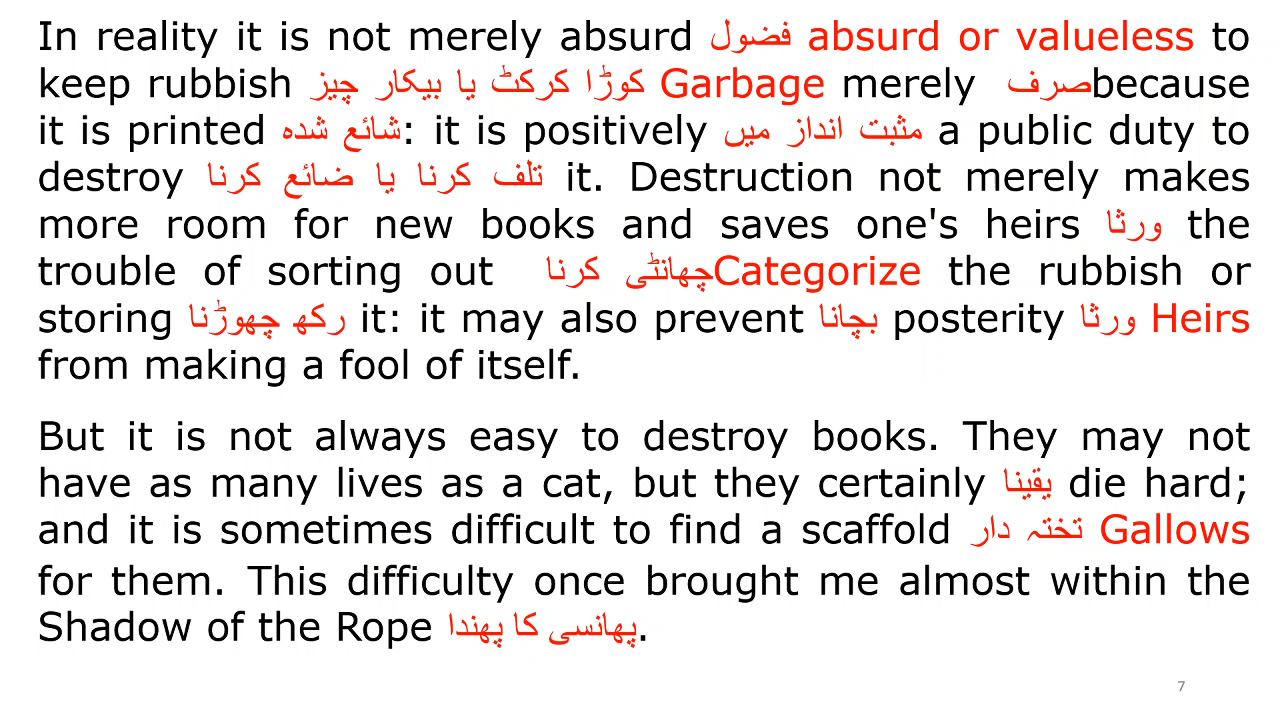 In reality it is not merely absurd فضول absurd or valueless to
keep rubbish کوڑا کرکٹ یا بیکار چیز Garbage merely صرف because
it is printed شائع شدہ: it is positively مثبت انداز میں a public duty to
destroy تلف کرنا یا ضائع کرنا it. Destruction not merely makes
more room for new books and saves one's heirs ورثا the
trouble of sorting out چھانٹی کرنا Categorize the rubbish or
storing رکھ چھوڑنا it: it may also prevent بچانا posterity ورثا Heirs
from making a fool of itself.
But it is not always easy to destroy books. They may not
have as many lives as a cat, but they certainly یقینا die hard;
and it is sometimes difficult to find a scaffold تختہ دار Gallows
for them. This difficulty once brought me almost within the
Shadow of the Rope پھانسی کا پھندا.
7